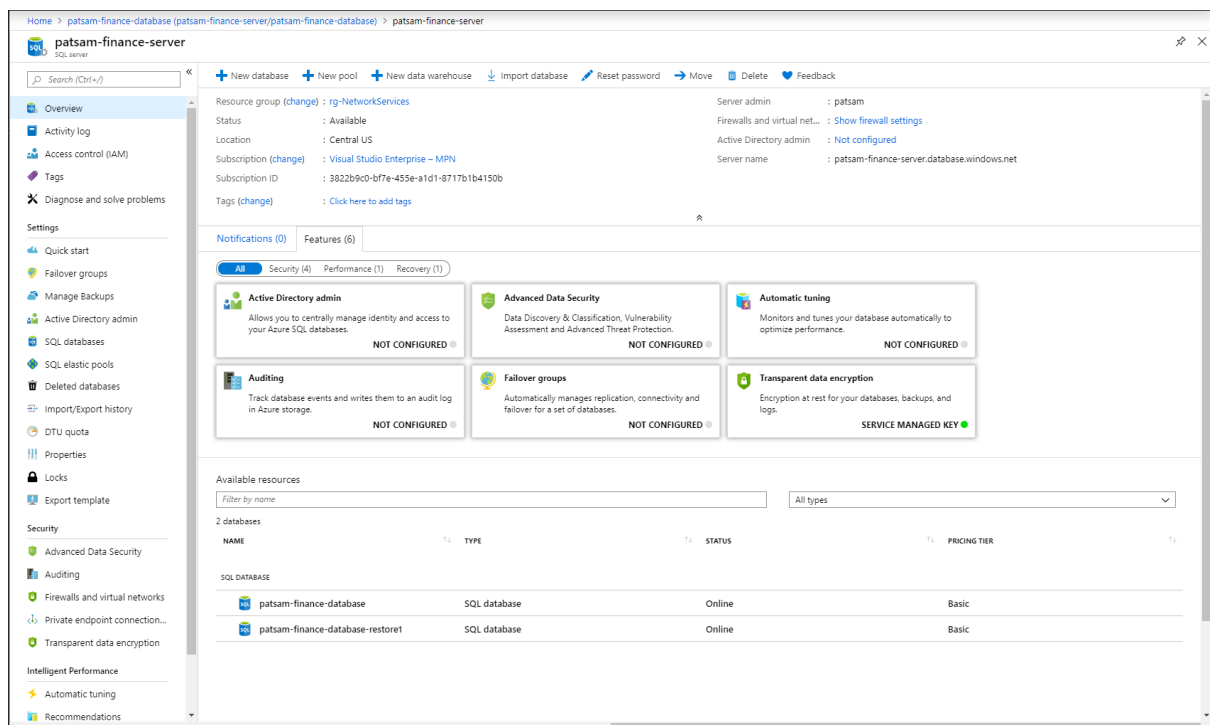 Home > patsam-finance-database (patsam-finance-server/patsam-finance-database) > patsam-finance-server
patsam-finance-server
SQL server
Search (Ctrl+/)
Overview
Activity log
Access control (IAM)
Tags
Diagnose and solve problems
Settings
Quick start
Failover groups
Manage Backups
Active Directory admin
SQL databases
SQL elastic pools
Deleted databases
Import/Export history
DTU quota
Properties
Locks
Export template
Security
Advanced Data Security
Auditing
Firewalls and virtual networks
Private endpoint connection...
Transparent data encryption
Intelligent Performance
Automatic tuning
Recommendations
New database New pool New data warehouse Import database Reset password Move Delete Feedback
Resource group (change) : rg-NetworkServices
Status : Available
Location : Central US
Subscription (change) : Visual Studio Enterprise – MPN
Subscription ID : 3822b9c0-bf7e-455e-a1d1-8717b1b4150b
Tags (change) : Click here to add tags
Server admin : patsam
Firewalls and virtual net... : Show firewall settings
Active Directory admin : Not configured
Server name : patsam-finance-server.database.windows.net
Notifications (0) Features (6)
All Security (4) Performance (1) Recovery (1)
Active Directory admin
Allows you to centrally manage identity and access to
your Azure SQL databases.
NOT CONFIGURED
Advanced Data Security
Data Discovery & Classification, Vulnerability
Assessment and Advanced Threat Protection.
NOT CONFIGURED
Automatic tuning
Monitors and tunes your database automatically to
optimize performance.
NOT CONFIGURED
Auditing
Track database events and writes them to an audit log
in Azure storage.
NOT CONFIGURED
Failover groups
Automatically manages replication, connectivity and
failover for a set of databases.
NOT CONFIGURED
Transparent data encryption
Encryption at rest for your databases, backups, and
logs.
SERVICE MANAGED KEY
Available resources
Filter by name All types
2 databases
NAME TYPE STATUS PRICING TIER
SQL DATABASE
patsam-finance-database SQL database Online Basic
patsam-finance-database-restore1 SQL database Online Basic